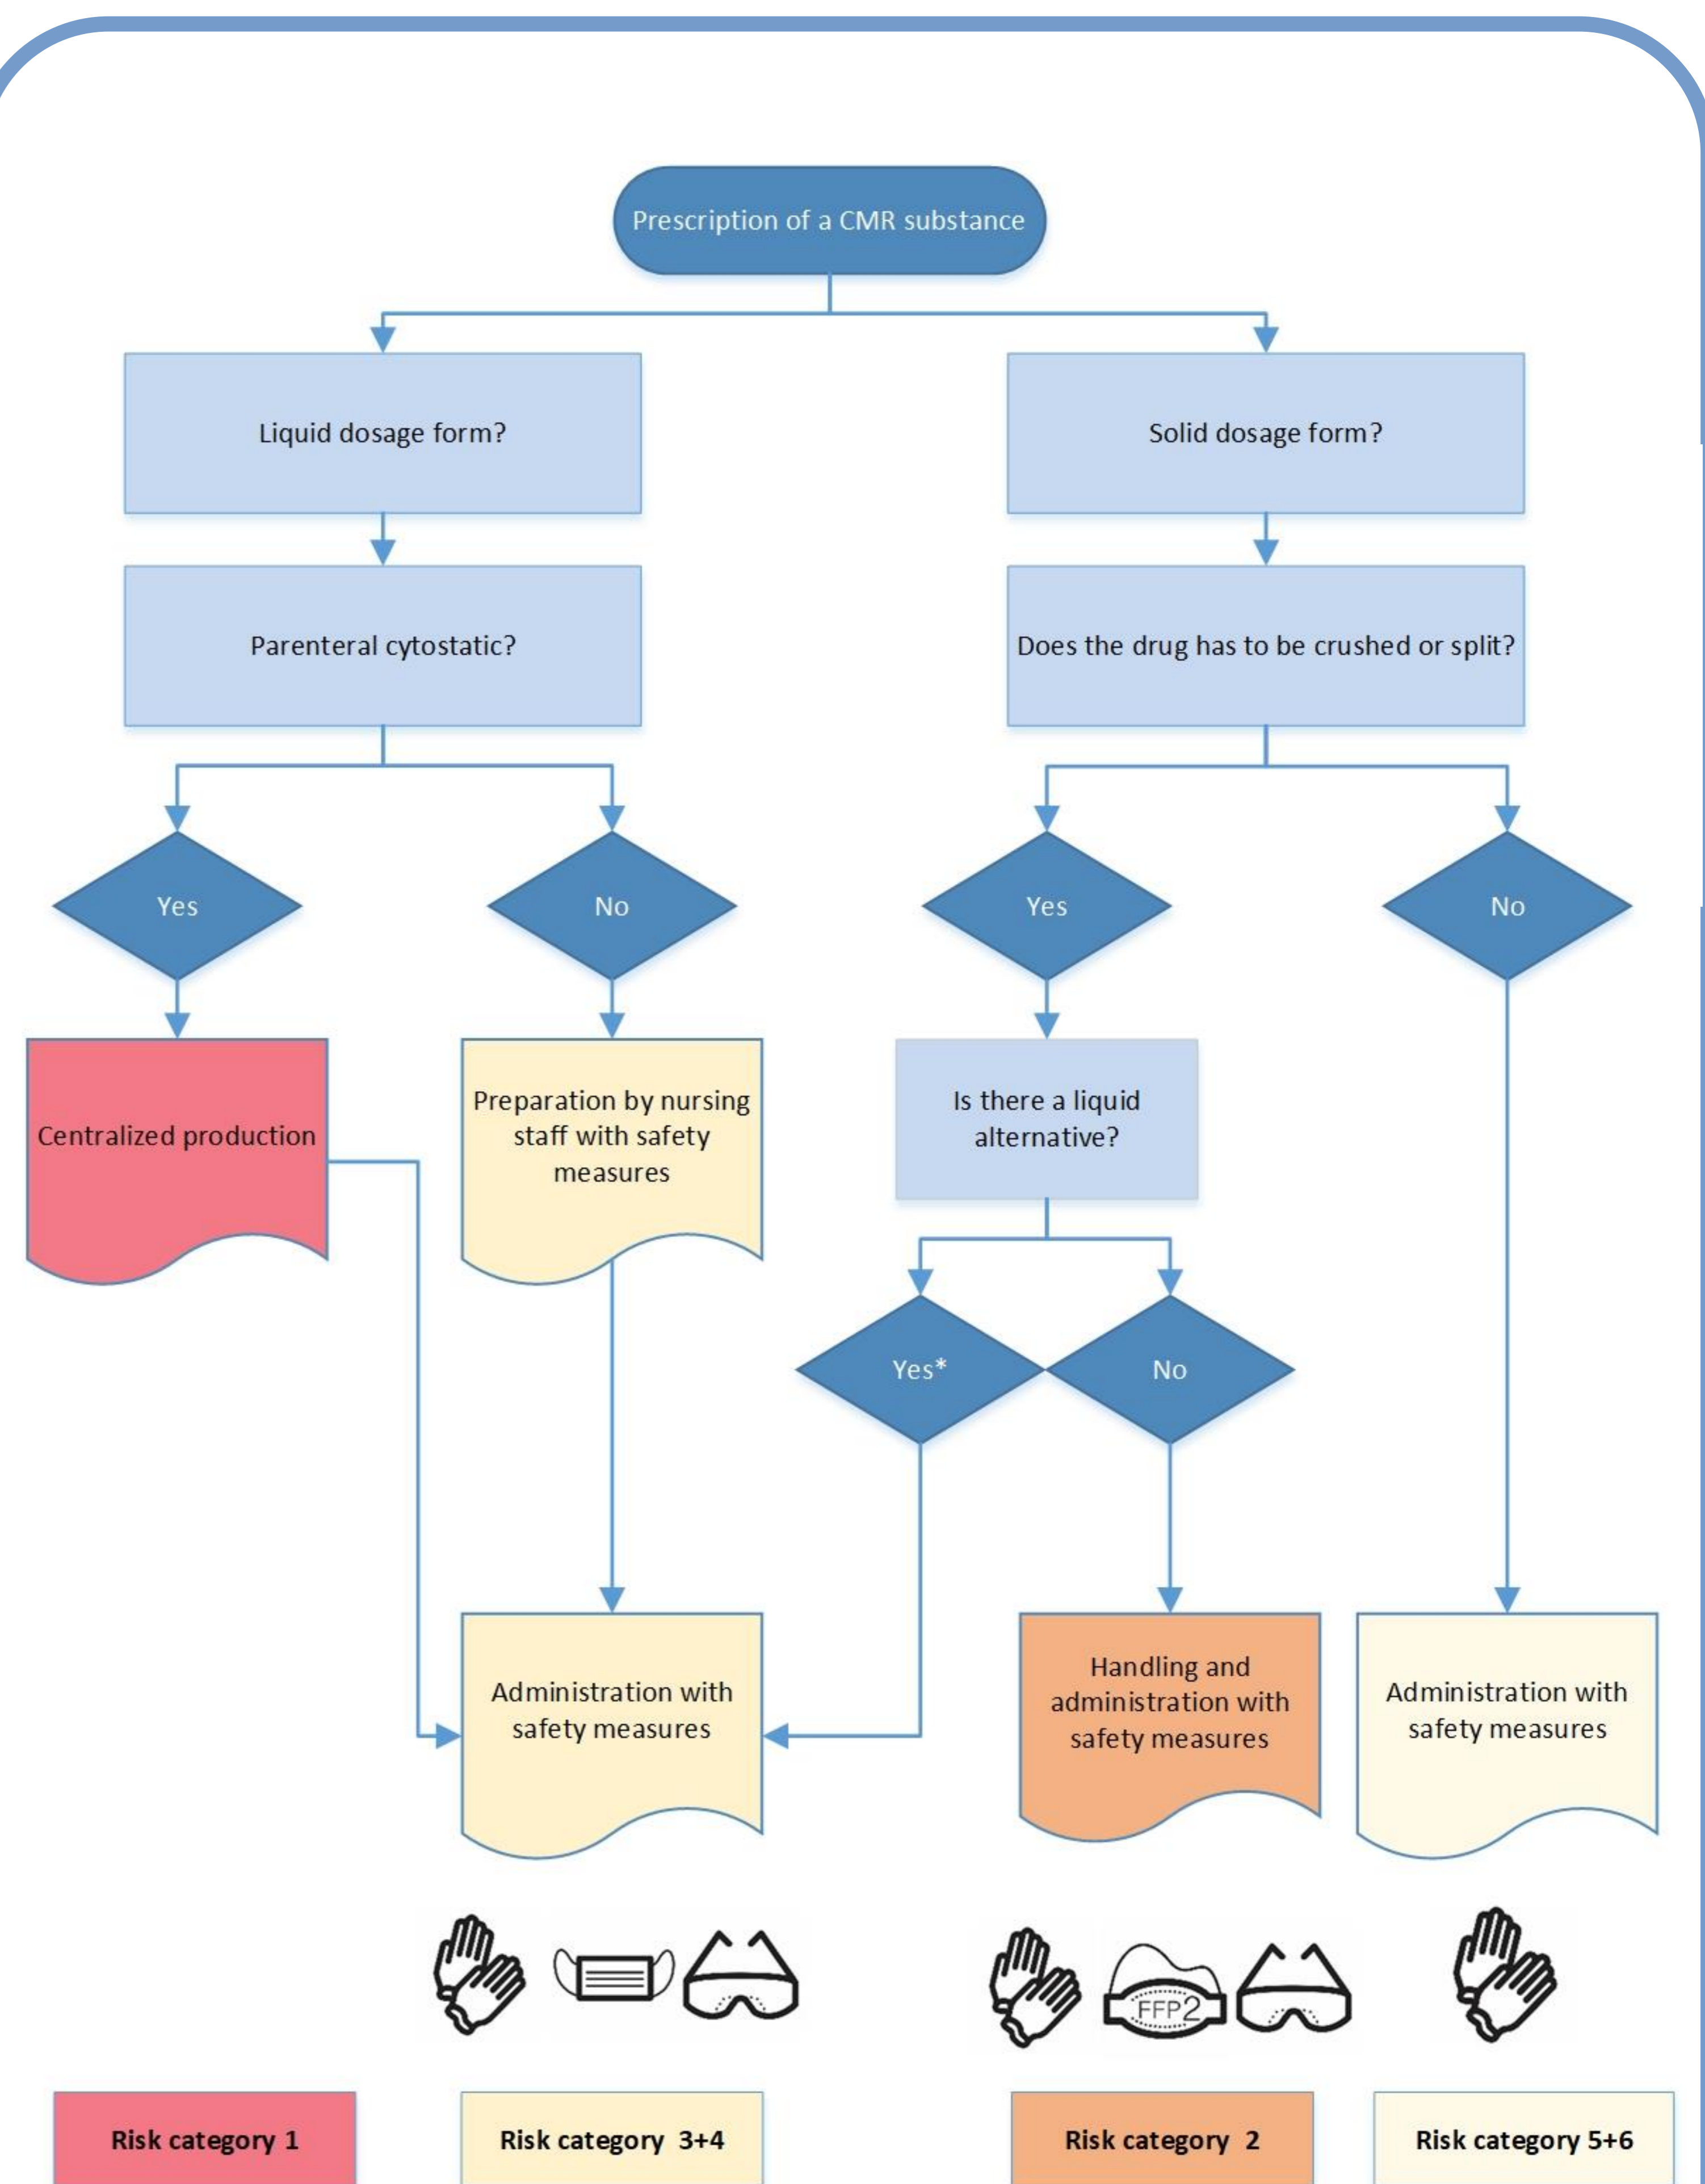 Prescription of a CMR substance
Liquid dosage form?
Solid dosage form?
Parenteral cytostatic?
Does the drug has to be crushed or split?
Yes
No
Yes
No
Centralized production
Preparation by nursing
staff with safety
measures
Is there a liquid
alternative?
Yes*
No
Administration with
safety measures
Handling and
administration with
safety measures
Administration with
safety measures
FFP2
Risk category 1
Risk category 3+4
Risk category 2
Risk category 5+6